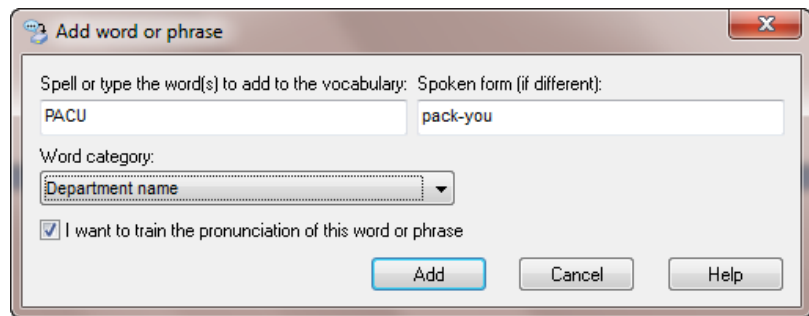 Add word or phrase
Spell or type the word(s) to add to the vocabulary: Spoken form (if different):
PACU pack-you
Word category:
Department name
I want to train the pronunciation of this word or phrase
Add Cancel Help